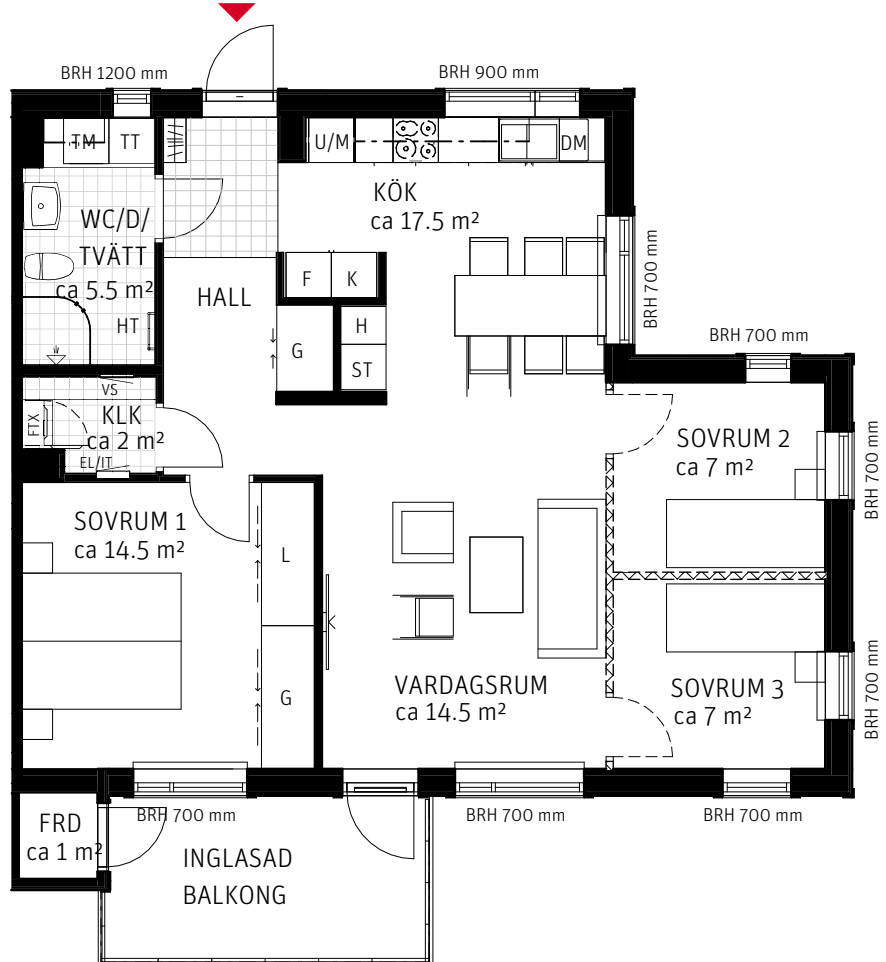 BRH 1200 mm
BRH 900 mm
TM
TT
U/M
DM
KÖK
ca 17.5 m²
WC/D/
TVÄTT
ca 5.5 m²
HT
HALL
F
K
H
ST
G
BRH 700 mm
BRH 700 mm
VS
FTX
KLK
ca 2 m²
EL/IT
SOVRUM 2
ca 7 m²
BRH 700 mm
SOVRUM 1
ca 14.5 m²
L
G
VARDAGSRUM
ca 14.5 m²
SOVRUM 3
ca 7 m²
BRH 700 mm
BRH 700 mm
BRH 700 mm
BRH 700 mm
FRD
ca 1 m²
INGLASAD
BALKONG